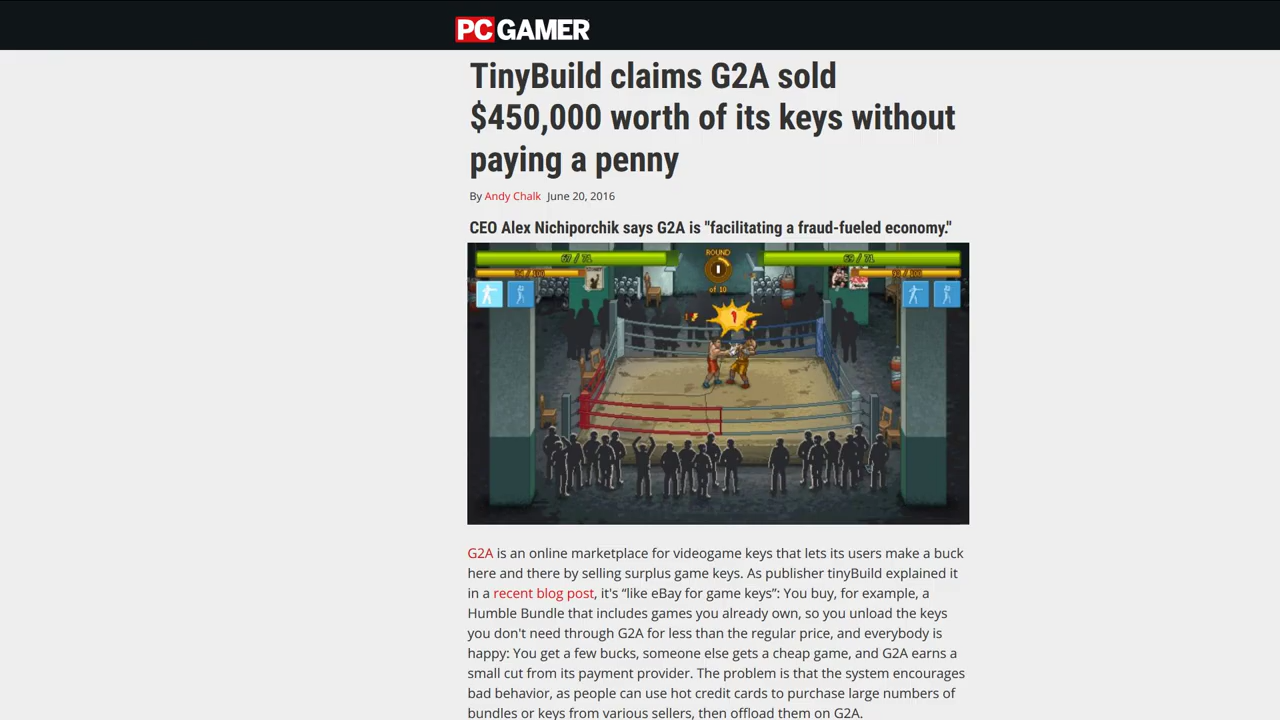 PC GAMER
TinyBuild claims G2A sold
$450,000 worth of its keys without
paying a penny
By Andy Chalk June 20, 2016
CEO Alex Nichiporchik says G2A is "facilitating a fraud-fueled economy."
67 / 71
ROUND
1
of 10
G2A is an online marketplace for videogame keys that lets its users make a buck
here and there by selling surplus game keys. As publisher tinyBuild explained it
in a recent blog post, it's “like eBay for game keys”: You buy, for example, a
Humble Bundle that includes games you already own, so you unload the keys
you don't need through G2A for less than the regular price, and everybody is
happy: You get a few bucks, someone else gets a cheap game, and G2A earns a
small cut from its payment provider. The problem is that the system encourages
bad behavior, as people can use hot credit cards to purchase large numbers of
bundles or keys from various sellers, then offload them on G2A.